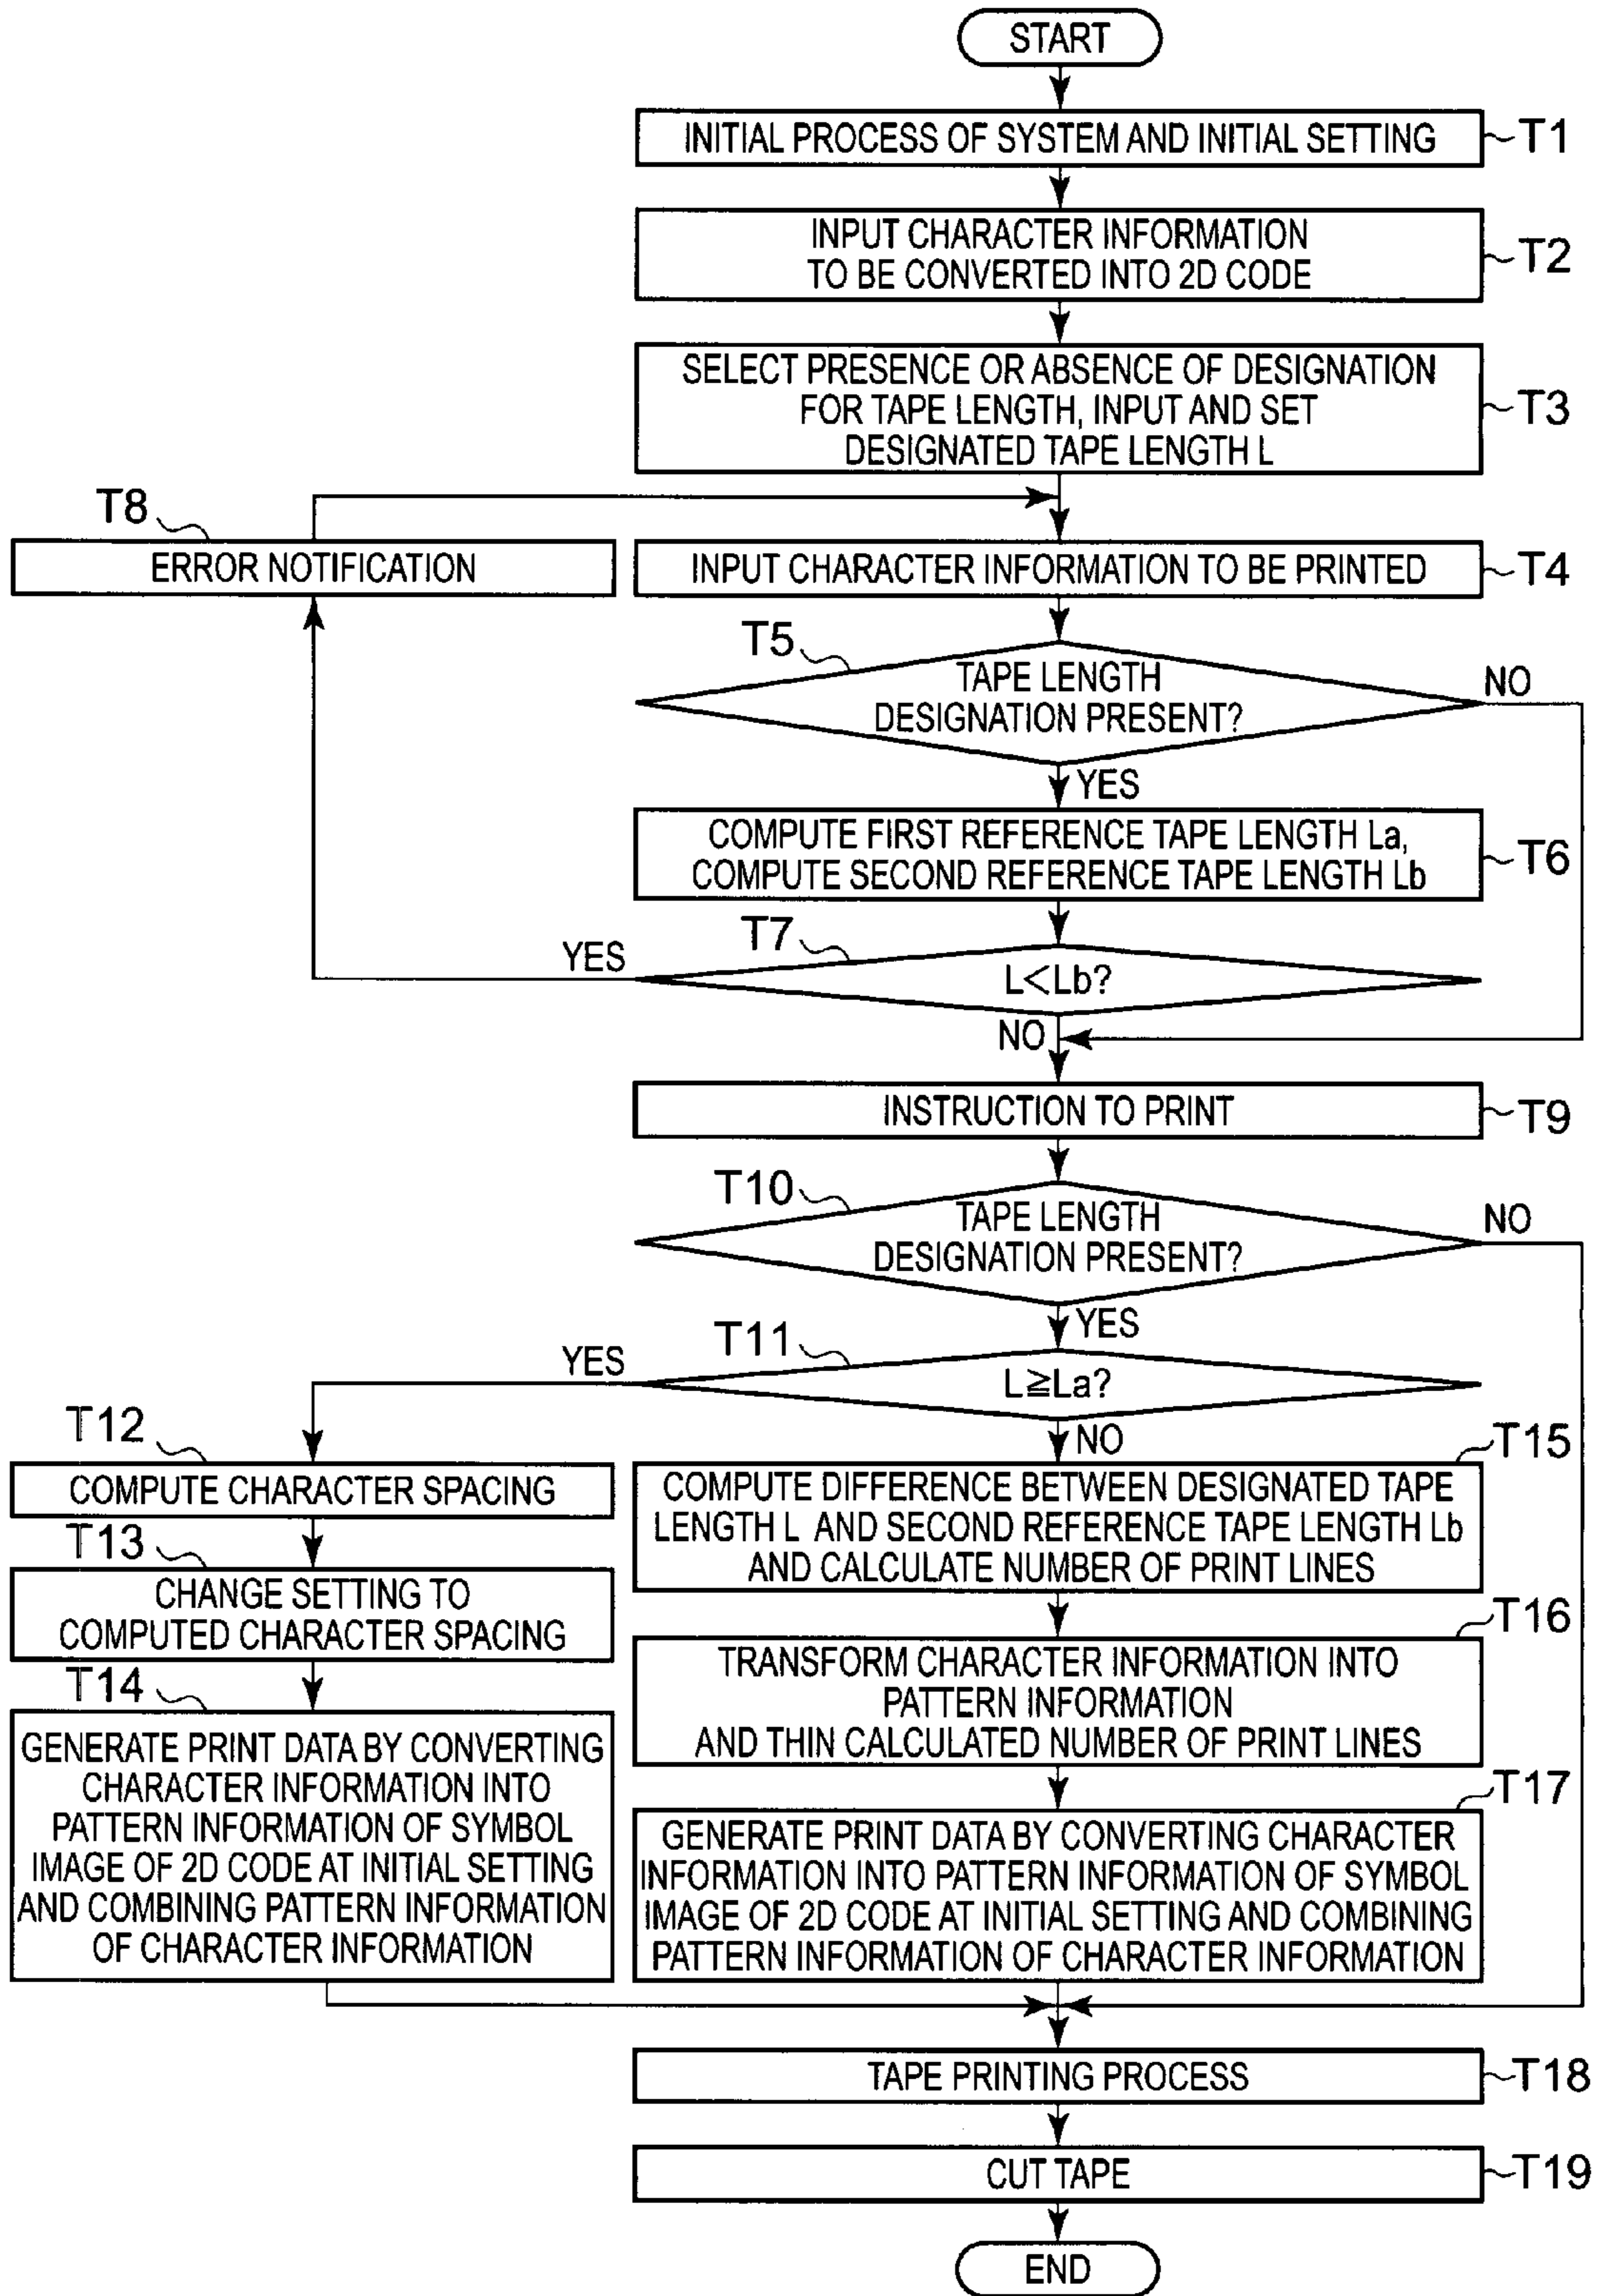 START
INITIAL PROCESS OF SYSTEM AND INITIAL SETTING
T1
INPUT CHARACTER INFORMATION
TO BE CONVERTED INTO 2D CODE
T2
SELECT PRESENCE OR ABSENCE OF DESIGNATION
FOR TAPE LENGTH, INPUT AND SET
DESIGNATED TAPE LENGTH L
T3
T8
ERROR NOTIFICATION
INPUT CHARACTER INFORMATION TO BE PRINTED
T4
T5
TAPE LENGTH
DESIGNATION PRESENT?
NO
YES
COMPUTE FIRST REFERENCE TAPE LENGTH La,
COMPUTE SECOND REFERENCE TAPE LENGTH Lb
T6
T7
YES
L<Lb?
NO
INSTRUCTION TO PRINT
T9
T10
TAPE LENGTH
DESIGNATION PRESENT?
NO
YES
T11
YES
L≧La?
NO
T12
COMPUTE CHARACTER SPACING
T13
CHANGE SETTING TO
COMPUTED CHARACTER SPACING
T14
GENERATE PRINT DATA BY CONVERTING
CHARACTER INFORMATION INTO
PATTERN INFORMATION OF SYMBOL
IMAGE OF 2D CODE AT INITIAL SETTING
AND COMBINING PATTERN INFORMATION
OF CHARACTER INFORMATION
T15
COMPUTE DIFFERENCE BETWEEN DESIGNATED TAPE
LENGTH L AND SECOND REFERENCE TAPE LENGTH Lb
AND CALCULATE NUMBER OF PRINT LINES
T16
TRANSFORM CHARACTER INFORMATION INTO
PATTERN INFORMATION
AND THIN CALCULATED NUMBER OF PRINT LINES
T17
GENERATE PRINT DATA BY CONVERTING CHARACTER
INFORMATION INTO PATTERN INFORMATION OF SYMBOL
IMAGE OF 2D CODE AT INITIAL SETTING AND COMBINING
PATTERN INFORMATION OF CHARACTER INFORMATION
TAPE PRINTING PROCESS
T18
CUT TAPE
T19
END